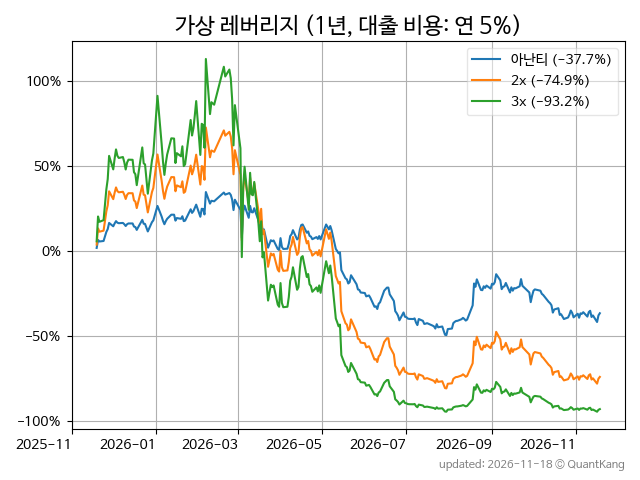 가상 레버리지 (1년, 대출 비용: 연 5%)
아난티 (−37.7%)
2x (−74.9%)
3x (−93.2%)
100%
50%
0%
−50%
−100%
2025-11 2026-01 2026-03 2026-05 2026-07 2026-09 2026-11
updated: 2026-11-18 © QuantKang